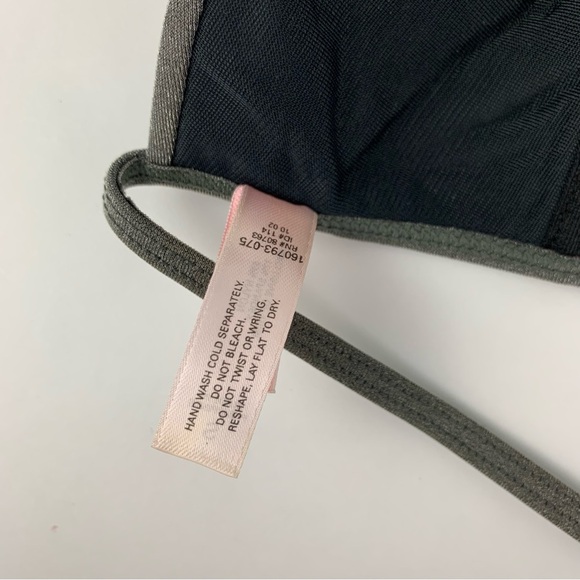 HAND WASH COLD SEPARATELY.
DO NOT BLEACH.
DO NOT TWIST OR WRING.
RESHAPE, LAY FLAT TO DRY.
160793-075
RN# 80763
ID# 114
10 02